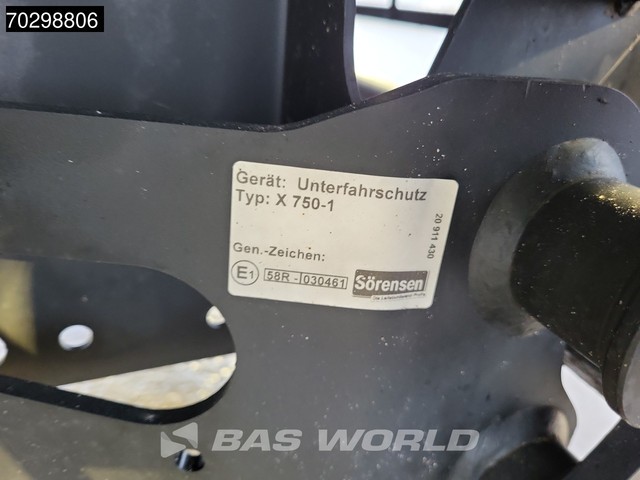 70298806
Gerät: Unterfahrschutz
Typ: X 750-1
20 911 430
Gen.-Zeichen:
E1 58R - 030461 Sörensen
BAS WORLD